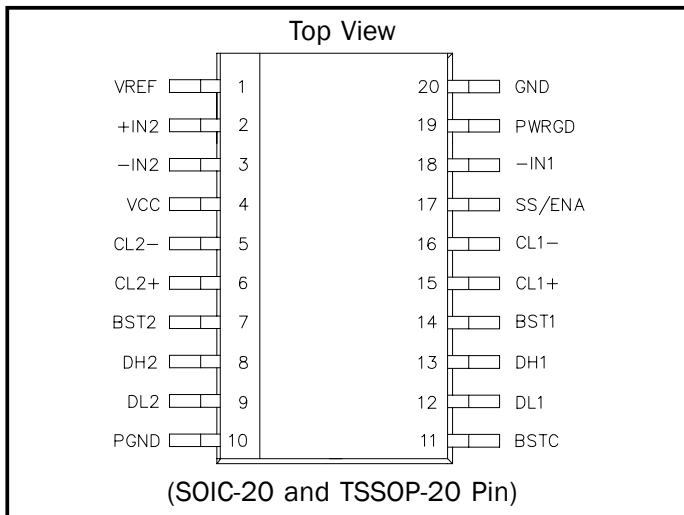 Top View
VREF 1 20 GND
+IN2 2 19 PWRGD
−IN2 3 18 −IN1
VCC 4 17 SS/ENA
CL2− 5 16 CL1−
CL2+ 6 15 CL1+
BST2 7 14 BST1
DH2 8 13 DH1
DL2 9 12 DL1
PGND 10 11 BSTC
(SOIC-20 and TSSOP-20 Pin)